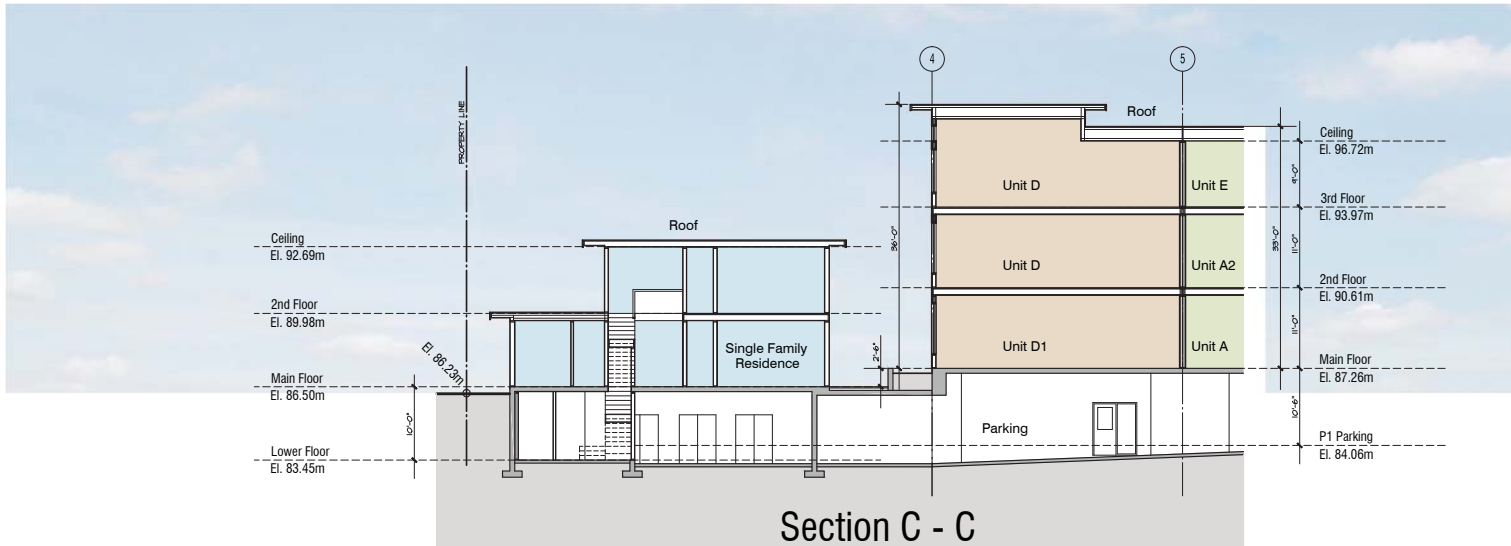 4
5
PROPERTY LINE
Roof
Ceiling
El. 96.72m
Unit D
Unit E
9'-0"
3rd Floor
El. 93.97m
Roof
36'-0"
33'-0"
11'-0"
Ceiling
El. 92.69m
Unit D
Unit A2
2nd Floor
El. 90.61m
2nd Floor
El. 89.98m
11'-0"
El. 86.23m
Single Family
Residence
2'-6"
Unit D1
Unit A
Main Floor
El. 87.26m
Main Floor
El. 86.50m
10'-0"
10'-6"
Parking
P1 Parking
El. 84.06m
Lower Floor
El. 83.45m
Section C - C